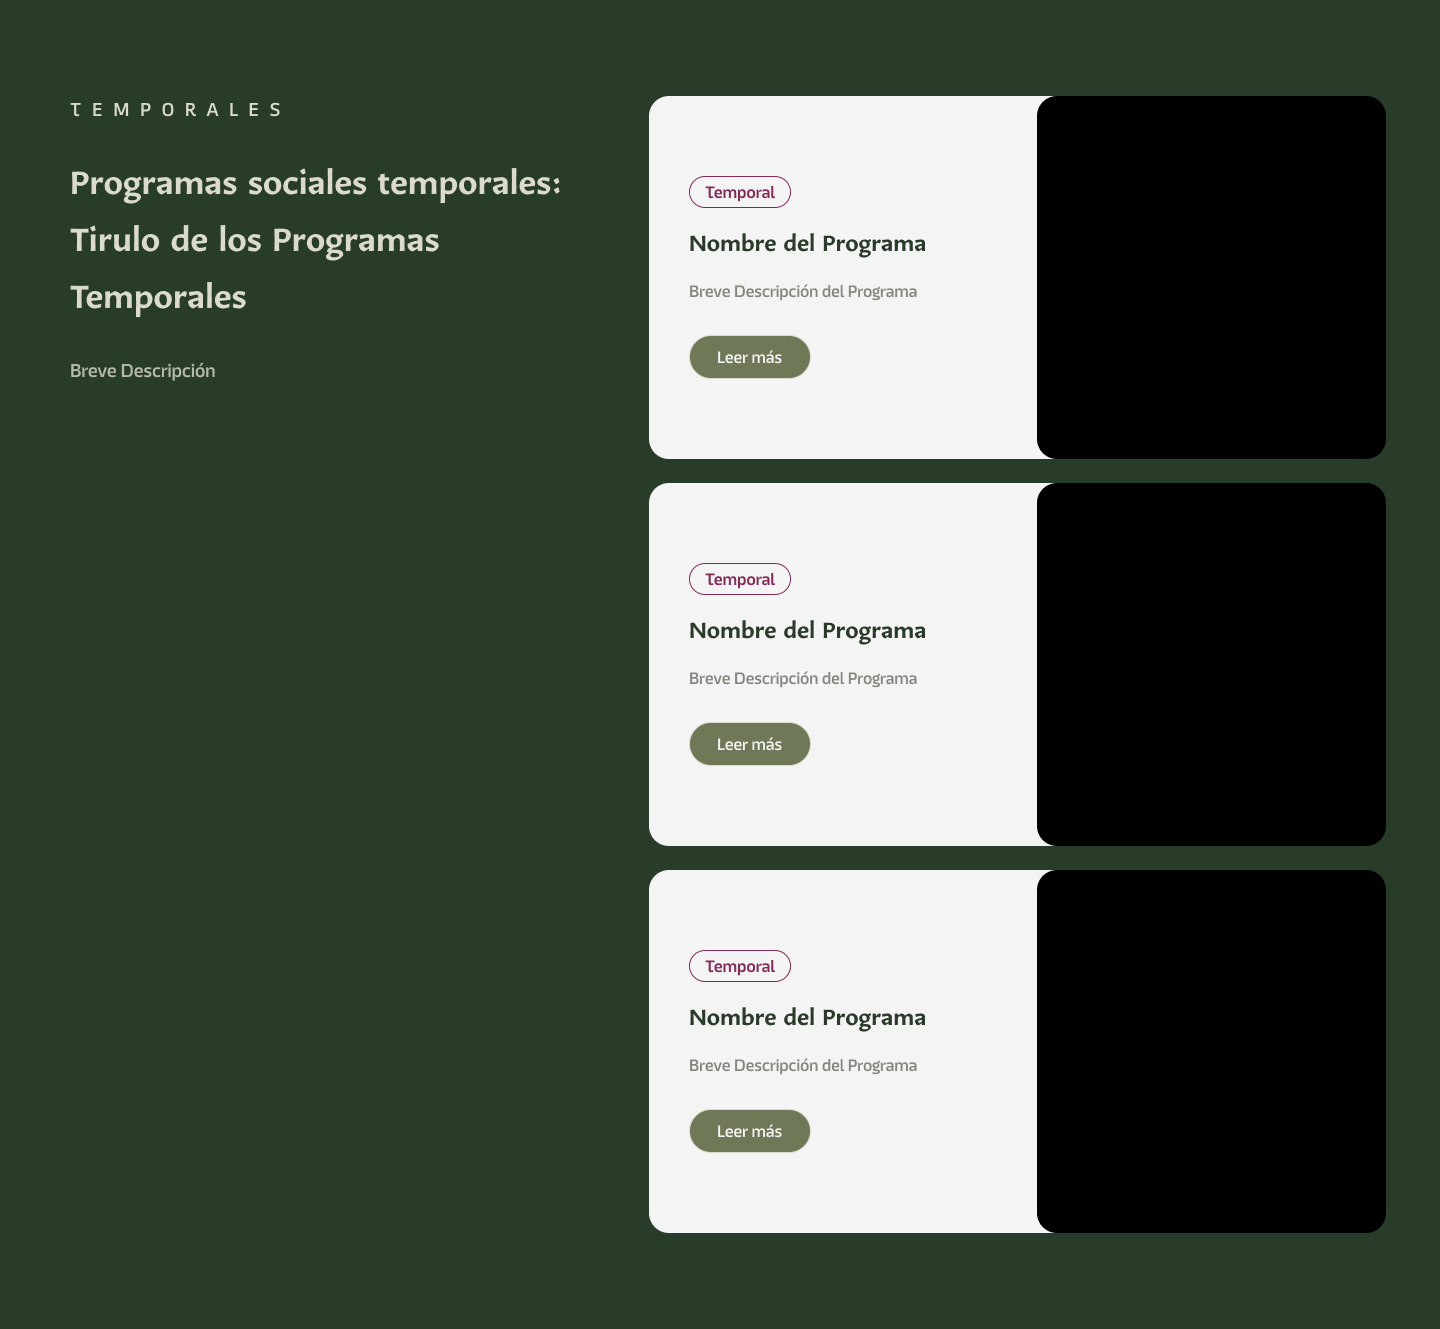 TEMPORALES
Programas sociales temporales:
Tirulo de los Programas
Temporales
Breve Descripción
Temporal
Nombre del Programa
Breve Descripción del Programa
Leer más
Temporal
Nombre del Programa
Breve Descripción del Programa
Leer más
Temporal
Nombre del Programa
Breve Descripción del Programa
Leer más